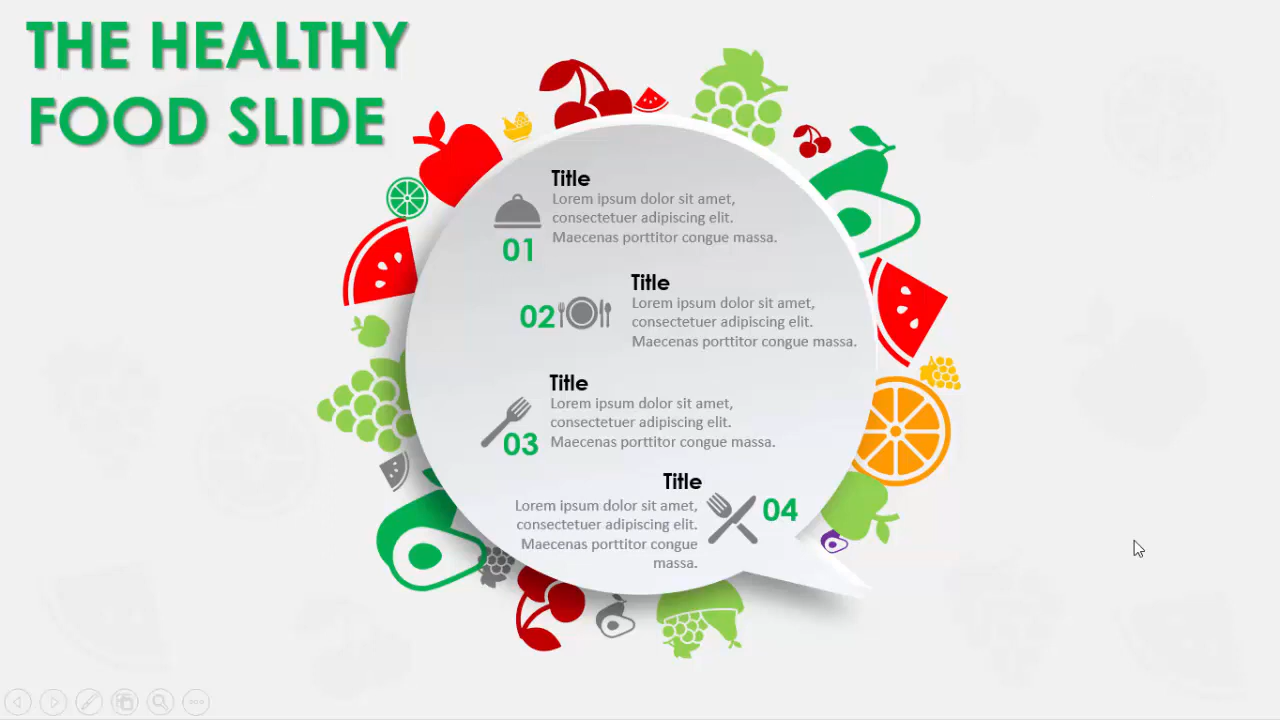 THE HEALTHY
FOOD SLIDE
Title
Lorem ipsum dolor sit amet,
consectetuer adipiscing elit.
Maecenas porttitor congue massa.
01
Title
Lorem ipsum dolor sit amet,
consectetuer adipiscing elit.
Maecenas porttitor congue massa.
02
Title
Lorem ipsum dolor sit amet,
consectetuer adipiscing elit.
Maecenas porttitor congue massa.
03
Title
Lorem ipsum dolor sit amet,
consectetuer adipiscing elit.
Maecenas porttitor congue
massa.
04